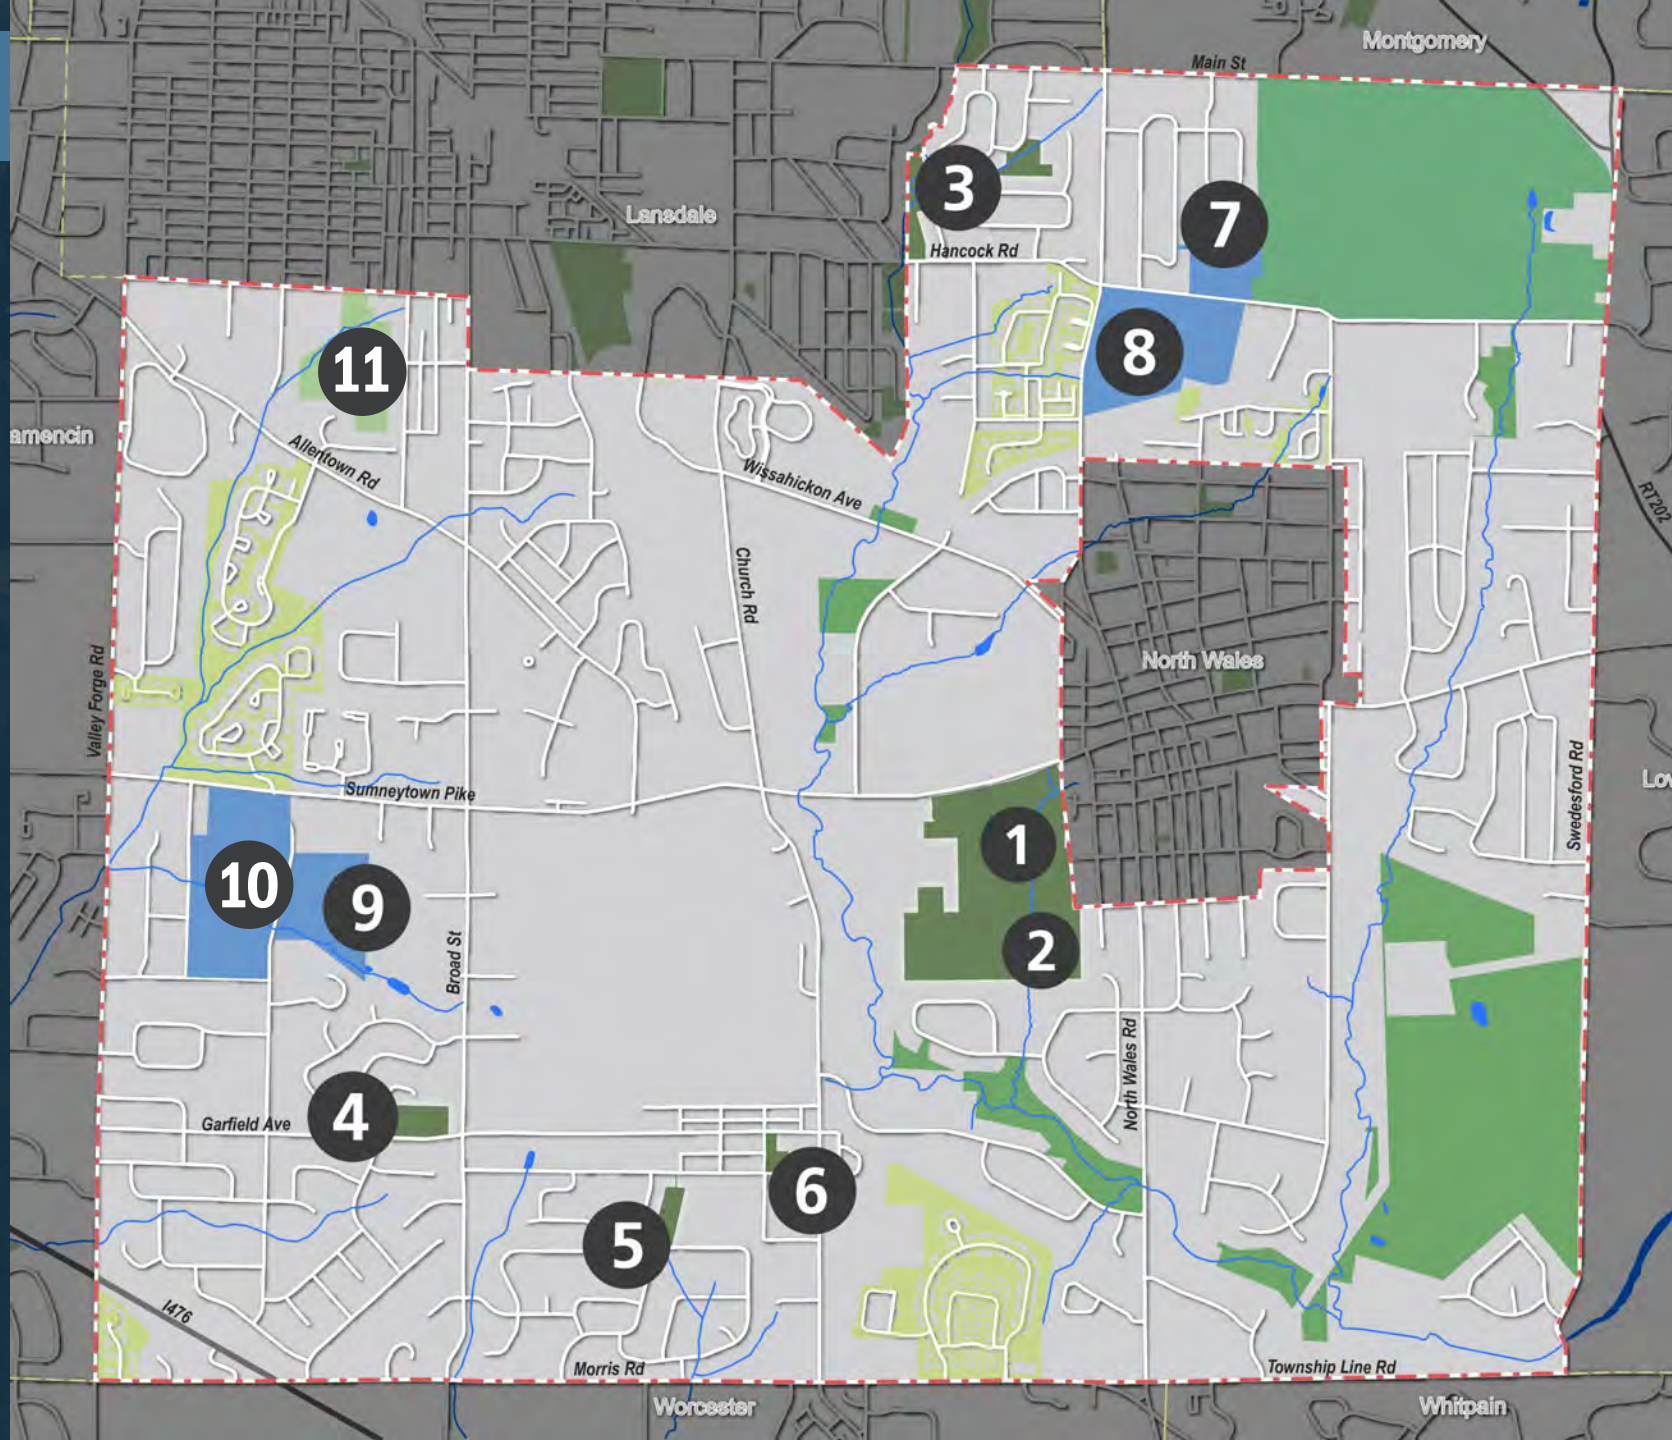 Montgomery
Main St
3
Lansdale
7
Hancock Rd
8
11
amencin
Allentown Rd
Wissahickon Ave
RT202
Church Rd
North Wales
Valley Forge Rd
Swedesford Rd
Lov
Sumneytown Pike
1
10
9
2
Broad St
North Wales Rd
4
Garfield Ave
6
5
I476
Morris Rd
Township Line Rd
Worcester
Whitpain